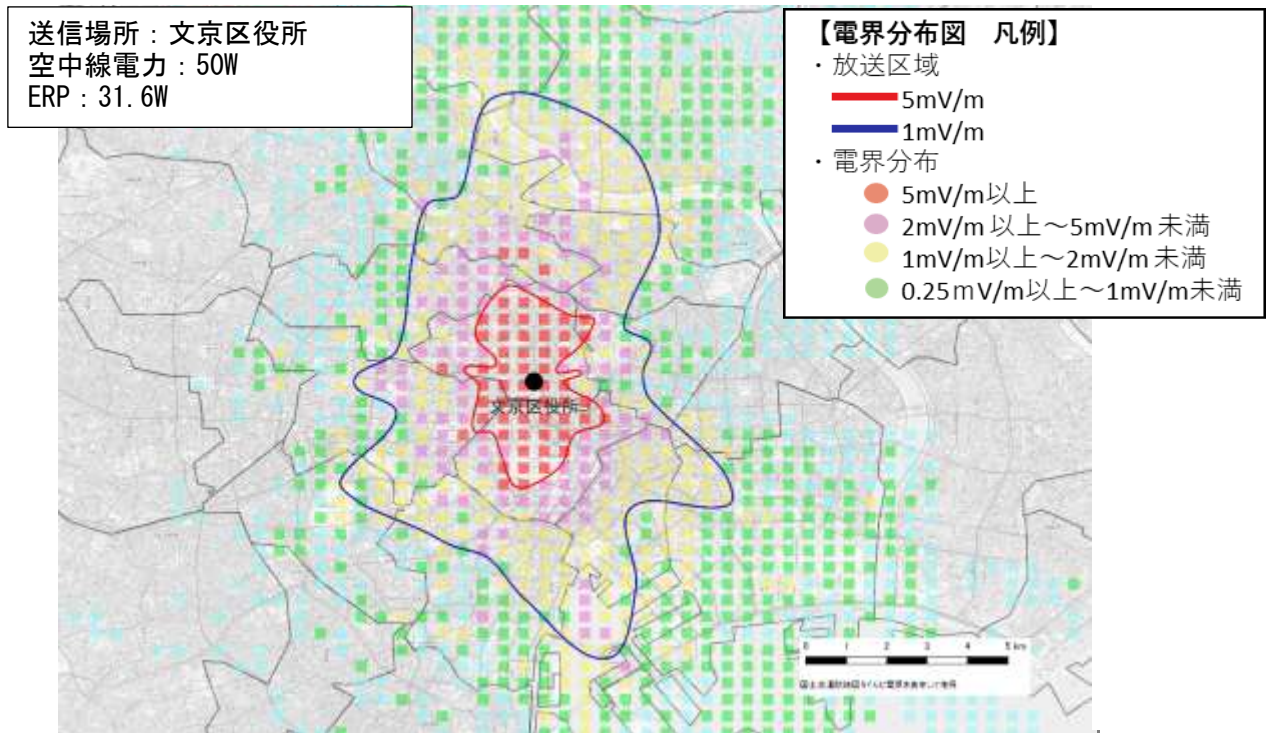 送信場所：文京区役所
空中線電力：50W
ERP：31.6W
【電界分布図　凡例】
・放送区域
5mV/m
1mV/m
・電界分布
5mV/m以上
2mV/m 以上～5mV/m 未満
1mV/m以上～2mV/m 未満
0.25ｍV/m以上～1mV/m未満
文京区役所
0 1 2 3 4 5 km